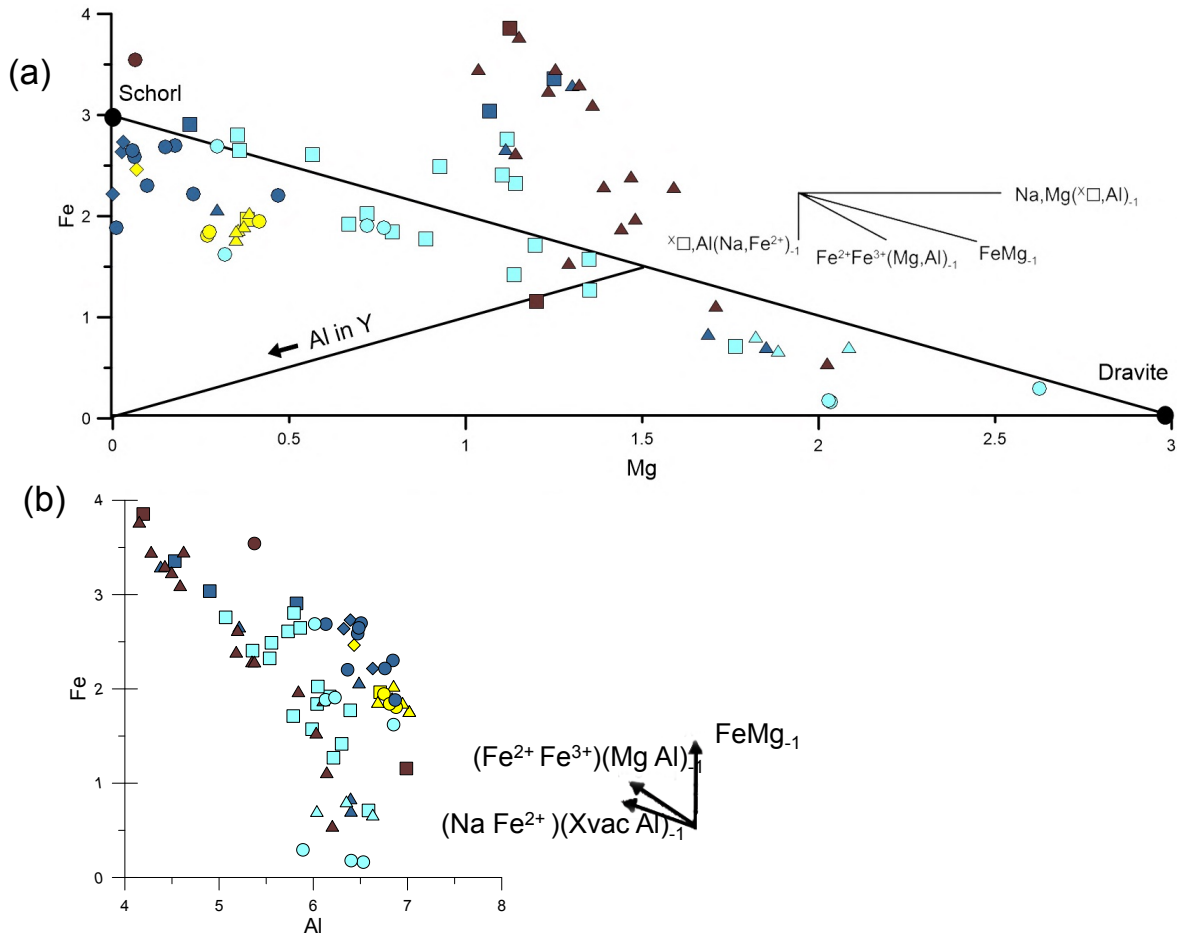 (a)
4
3
2
1
0
Fe
Schorl
Al in Y
Dravite
Na,Mg(ˣ□,Al)₋₁
ˣ□,Al(Na,Fe²⁺)₋₁
Fe²⁺Fe³⁺(Mg,Al)₋₁
FeMg₋₁
0 0.5 1 1.5 2 2.5 3
Mg
(b)
4
3
2
1
0
Fe
4 5 6 7 8
Al
FeMg₋₁
(Fe²⁺ Fe³⁺)(Mg Al)₋₁
(Na Fe²⁺ )(Xvac Al)₋₁